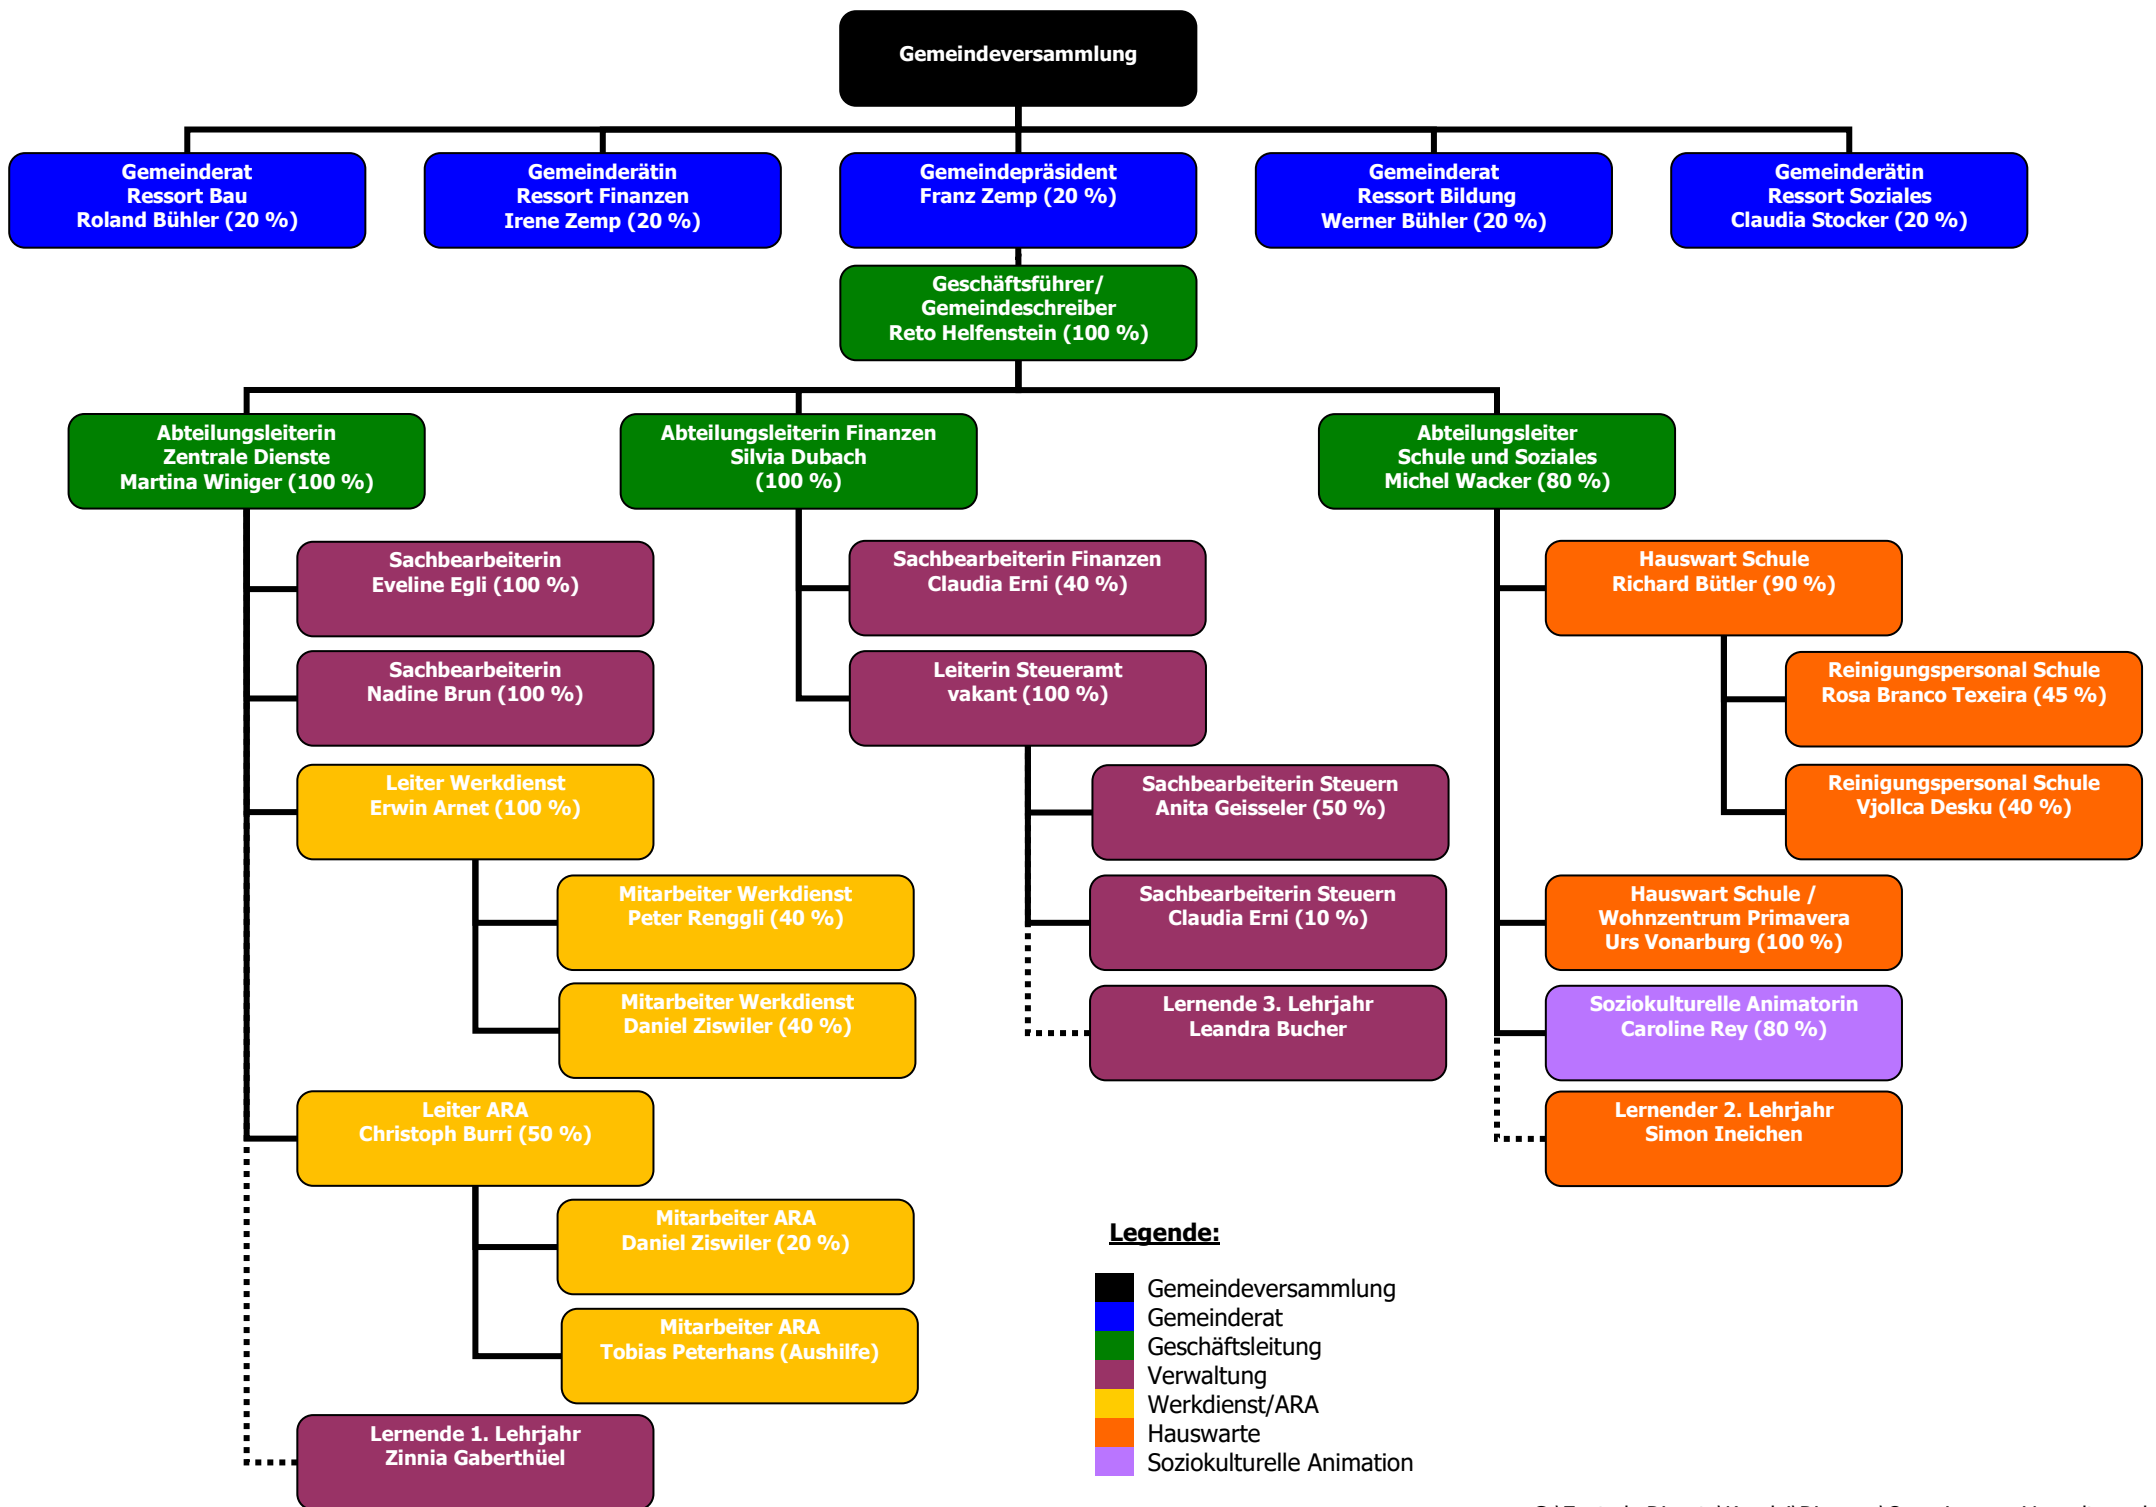 Gemeindeversammlung
Gemeinderat
Ressort Bau
Roland Bühler (20 %)
Gemeinderätin
Ressort Finanzen
Irene Zemp (20 %)
Gemeindepräsident
Franz Zemp (20 %)
Gemeinderat
Ressort Bildung
Werner Bühler (20 %)
Gemeinderätin
Ressort Soziales
Claudia Stocker (20 %)
Geschäftsführer/
Gemeindeschreiber
Reto Helfenstein (100 %)
Abteilungsleiterin
Zentrale Dienste
Martina Winiger (100 %)
Abteilungsleiterin Finanzen
Silvia Dubach
(100 %)
Abteilungsleiter
Schule und Soziales
Michel Wacker (80 %)
Sachbearbeiterin
Eveline Egli (100 %)
Sachbearbeiterin
Nadine Brun (100 %)
Leiter Werkdienst
Erwin Arnet (100 %)
Mitarbeiter Werkdienst
Peter Renggli (40 %)
Mitarbeiter Werkdienst
Daniel Ziswiler (40 %)
Leiter ARA
Christoph Burri (50 %)
Mitarbeiter ARA
Daniel Ziswiler (20 %)
Mitarbeiter ARA
Tobias Peterhans (Aushilfe)
Lernende 1. Lehrjahr
Zinnia Gaberthüel
Sachbearbeiterin Finanzen
Claudia Erni (40 %)
Leiterin Steueramt
vakant (100 %)
Sachbearbeiterin Steuern
Anita Geisseler (50 %)
Sachbearbeiterin Steuern
Claudia Erni (10 %)
Lernende 3. Lehrjahr
Leandra Bucher
Hauswart Schule
Richard Bütler (90 %)
Reinigungspersonal Schule
Rosa Branco Texeira (45 %)
Reinigungspersonal Schule
Vjollca Desku (40 %)
Hauswart Schule /
Wohnzentrum Primavera
Urs Vonarburg (100 %)
Soziokulturelle Animatorin
Caroline Rey (80 %)
Lernender 2. Lehrjahr
Simon Ineichen
Legende:
Gemeindeversammlung
Gemeinderat
Geschäftsleitung
Verwaltung
Werkdienst/ARA
Hauswarte
Soziokulturelle Animation